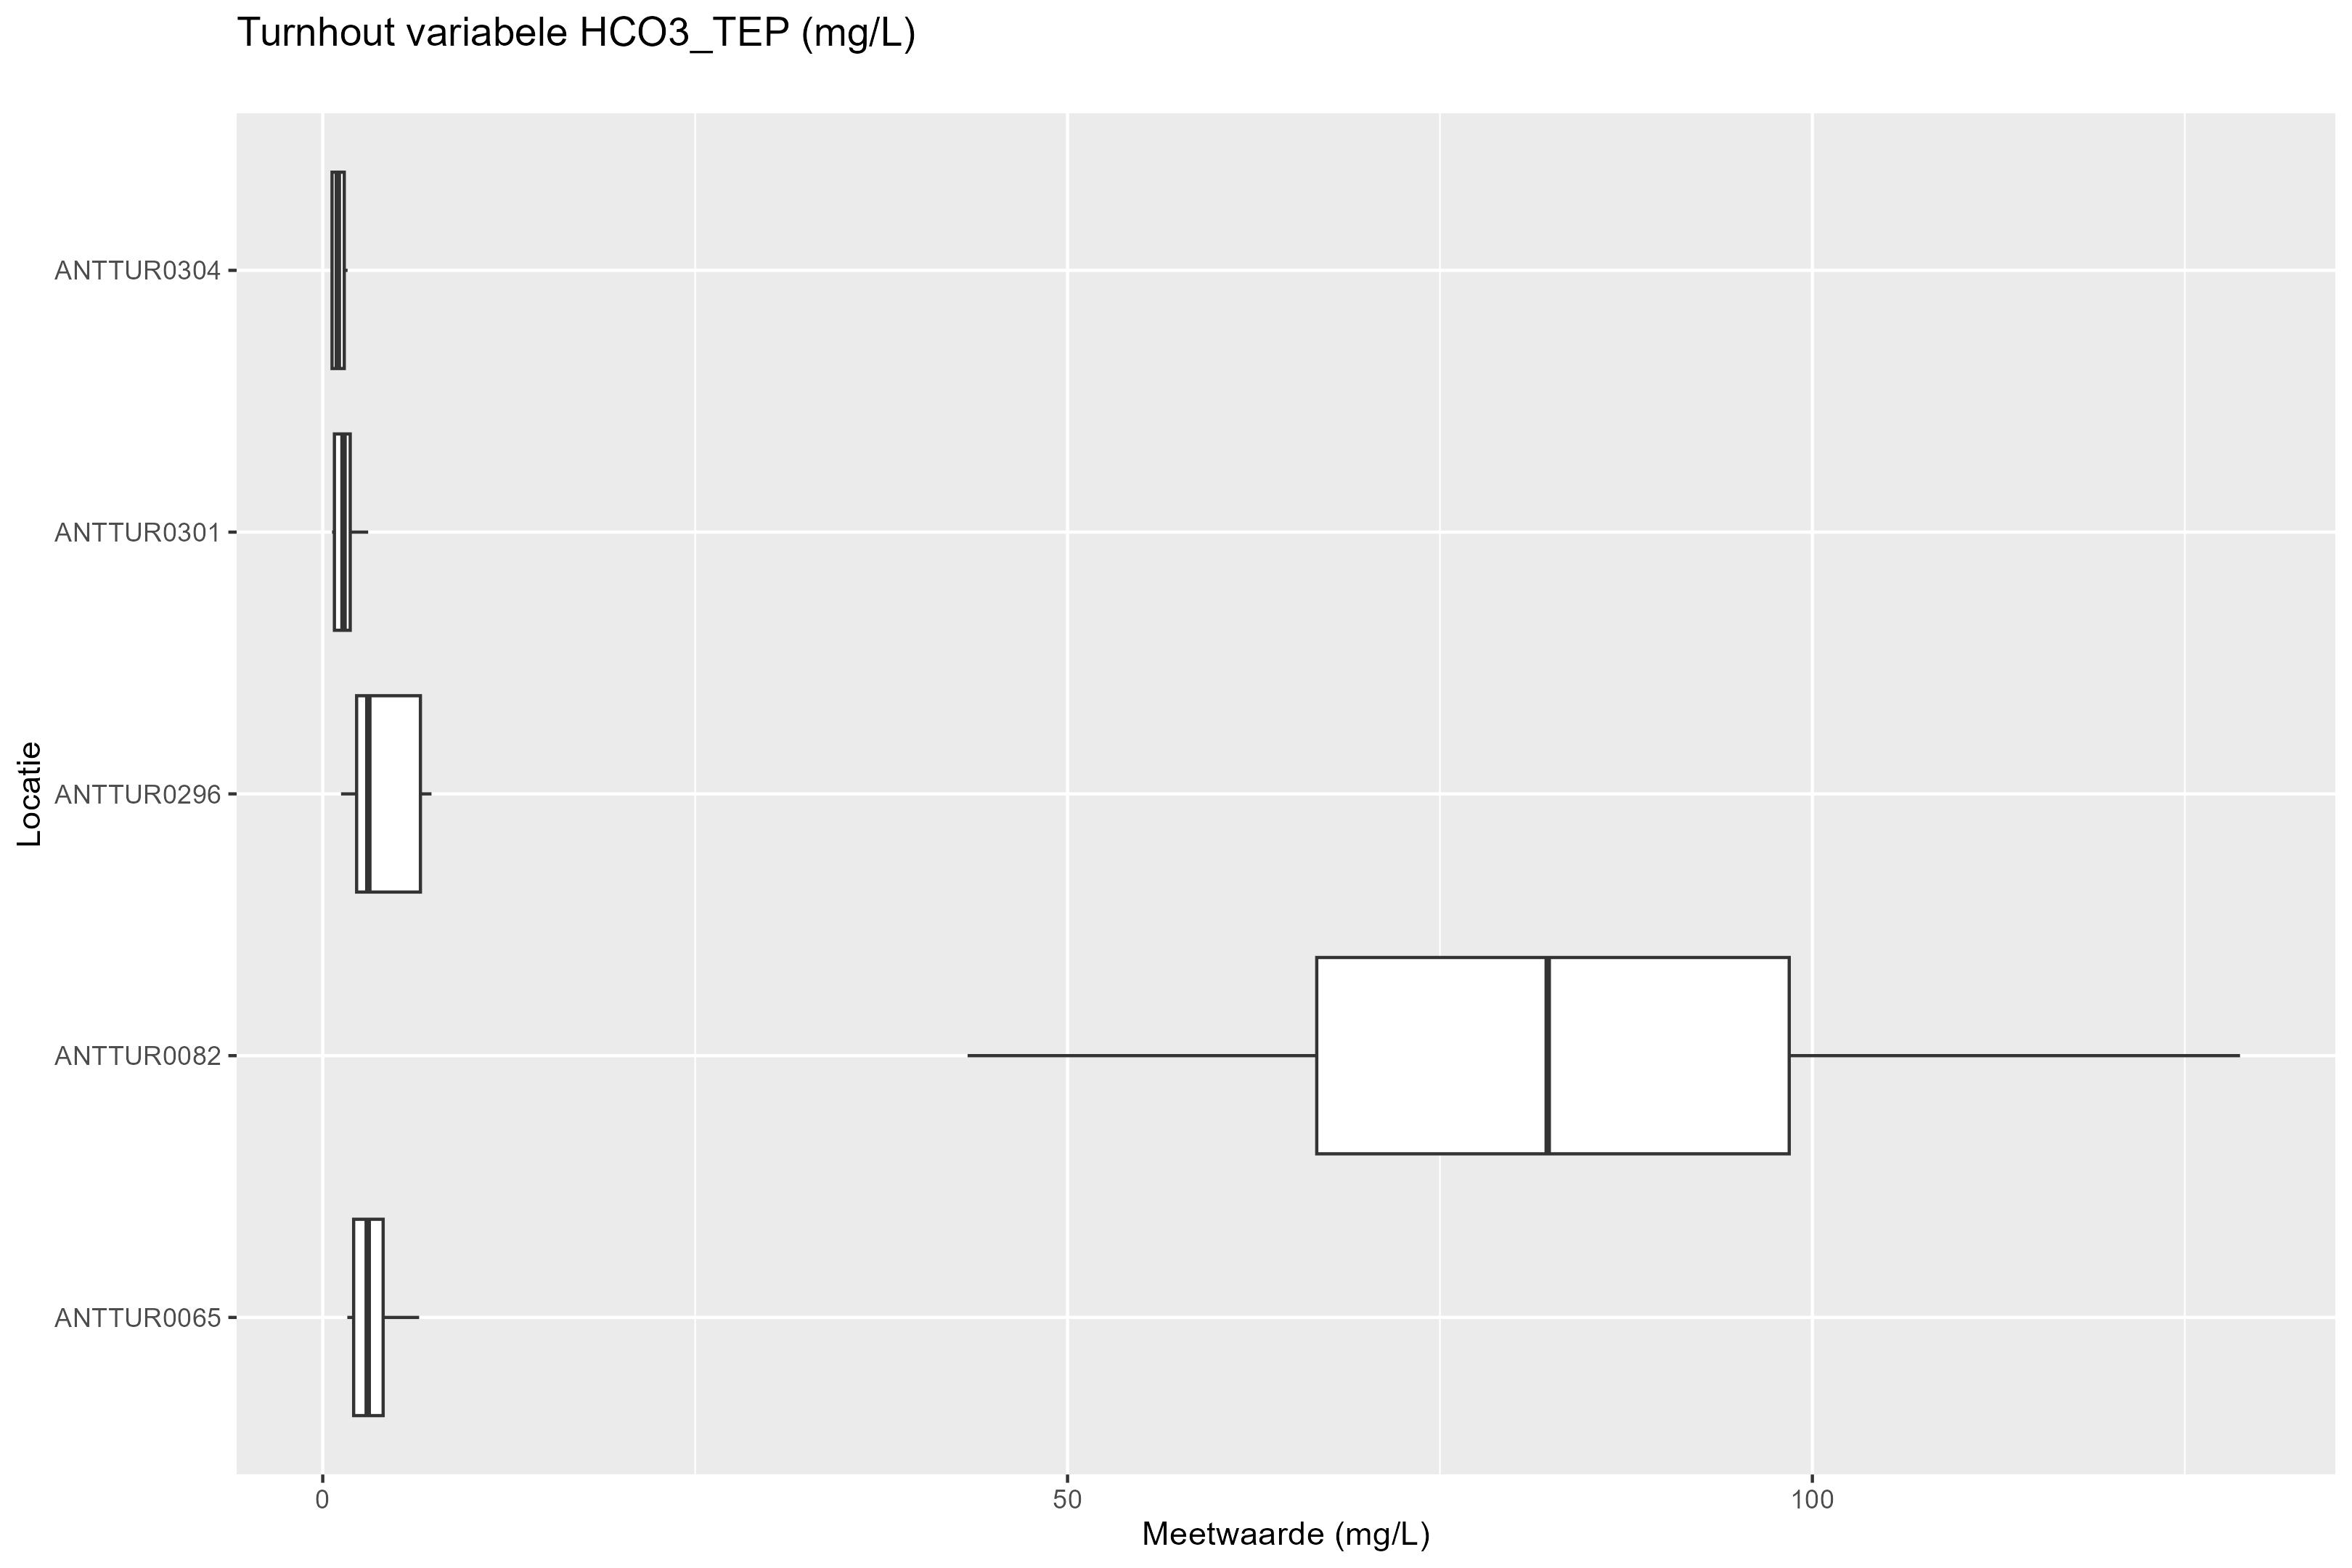 Turnhout variabele HCO3_TEP (mg/L)
ANTTUR0304
ANTTUR0301
ANTTUR0296
ANTTUR0082
ANTTUR0065
Locatie
0 50 100
Meetwaarde (mg/L)